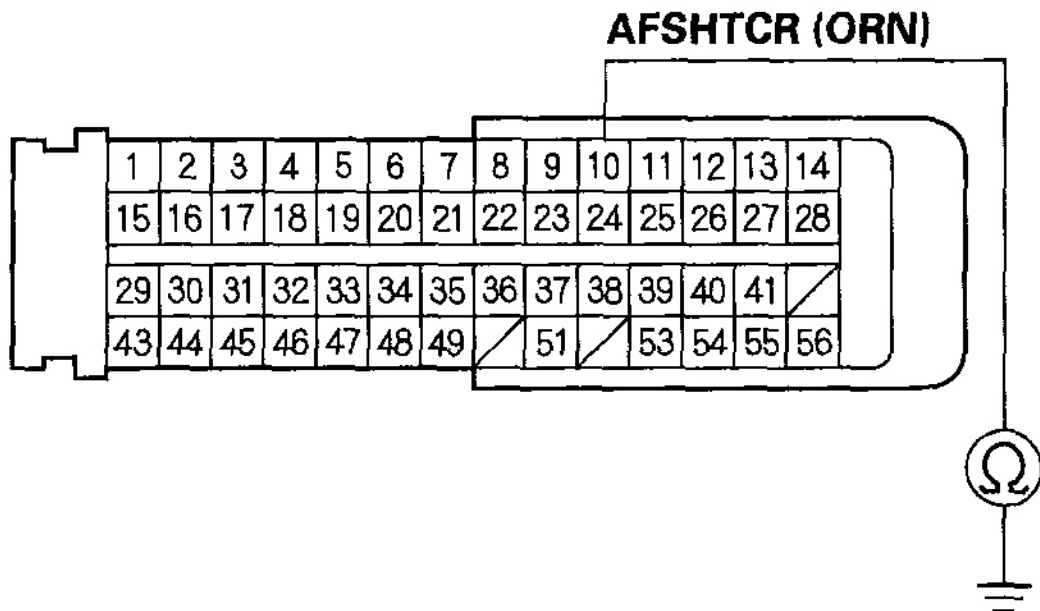 AFSHTCR (ORN)
1 2 3 4 5 6 7 8 9 10 11 12 13 14
15 16 17 18 19 20 21 22 23 24 25 26 27 28
29 30 31 32 33 34 35 36 37 38 39 40 41
43 44 45 46 47 48 49 51 53 54 55 56
Ω